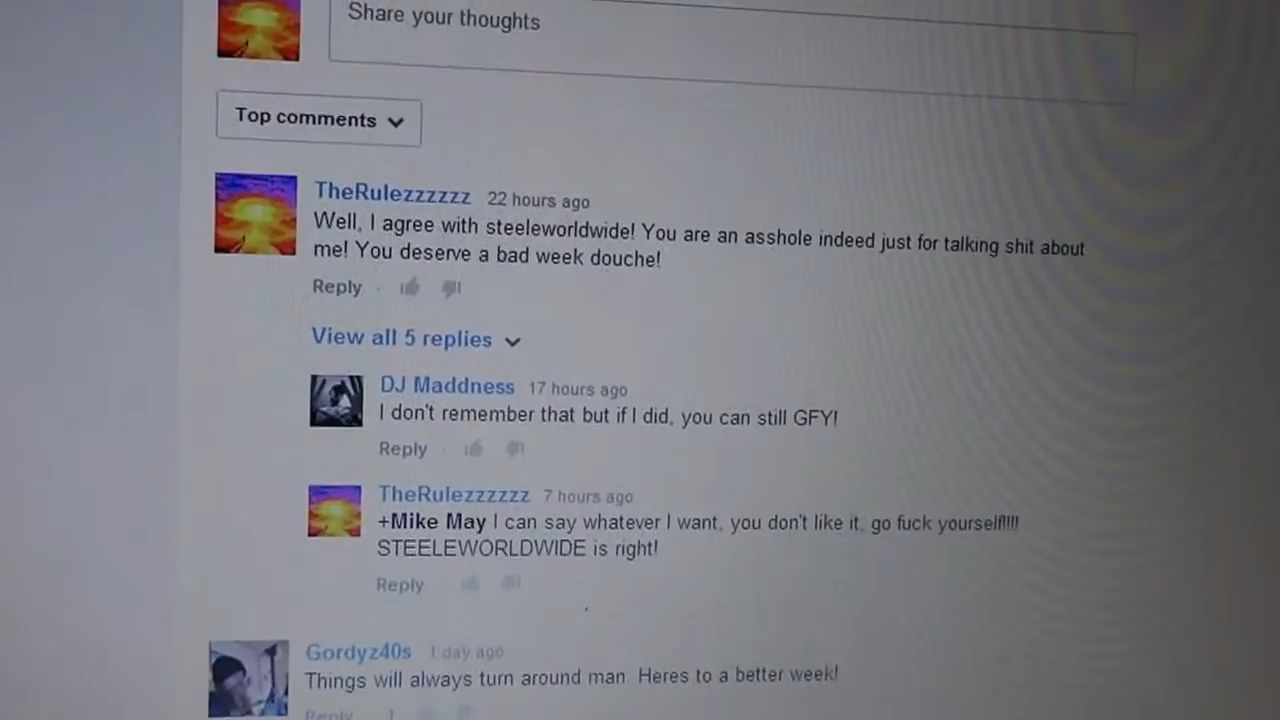 Share your thoughts
Top comments
TheRulezzzzzz 22 hours ago
Well, I agree with steeleworldwide! You are an asshole indeed just for talking shit about
me! You deserve a bad week douche!
Reply
View all 5 replies
DJ Maddness 17 hours ago
I don't remember that but if I did, you can still GFY!
Reply
TheRulezzzzzz 7 hours ago
+Mike May I can say whatever I want, you don't like it, go fuck yourself!!!!!
STEELEWORLDWIDE is right!
Reply
Gordyz40s 1 day ago
Things will always turn around man. Heres to a better week!
Reply